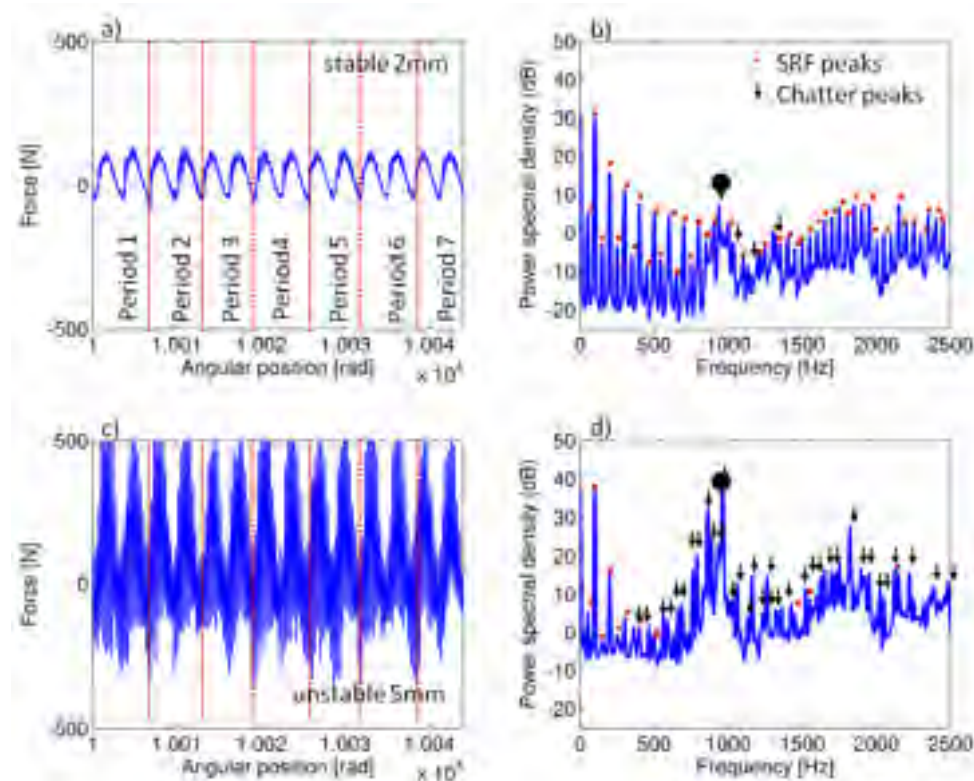 a)
500
0
-500
Force [N]
stable 2mm
Period 1
Period 2
Period 3
Period4
Period 5
Period 6
Period 7
1 1.001 1.002 1.003 1.004
Angular position [rad]
× 10⁴
b)
50
40
30
20
10
0
-10
-20
Power spectral density (dB)
SRF peaks
Chatter peaks
0 500 1000 1500 2000 2500
Frequency [Hz]
c)
500
0
-500
Force [N]
unstable 5mm
1 1.001 1.002 1.003 1.004
Angular position [rad]
× 10⁴
d)
50
40
30
20
10
0
-10
-20
Power Spectral density (dB)
0 500 1000 1500 2000 2500
Frequency [Hz]